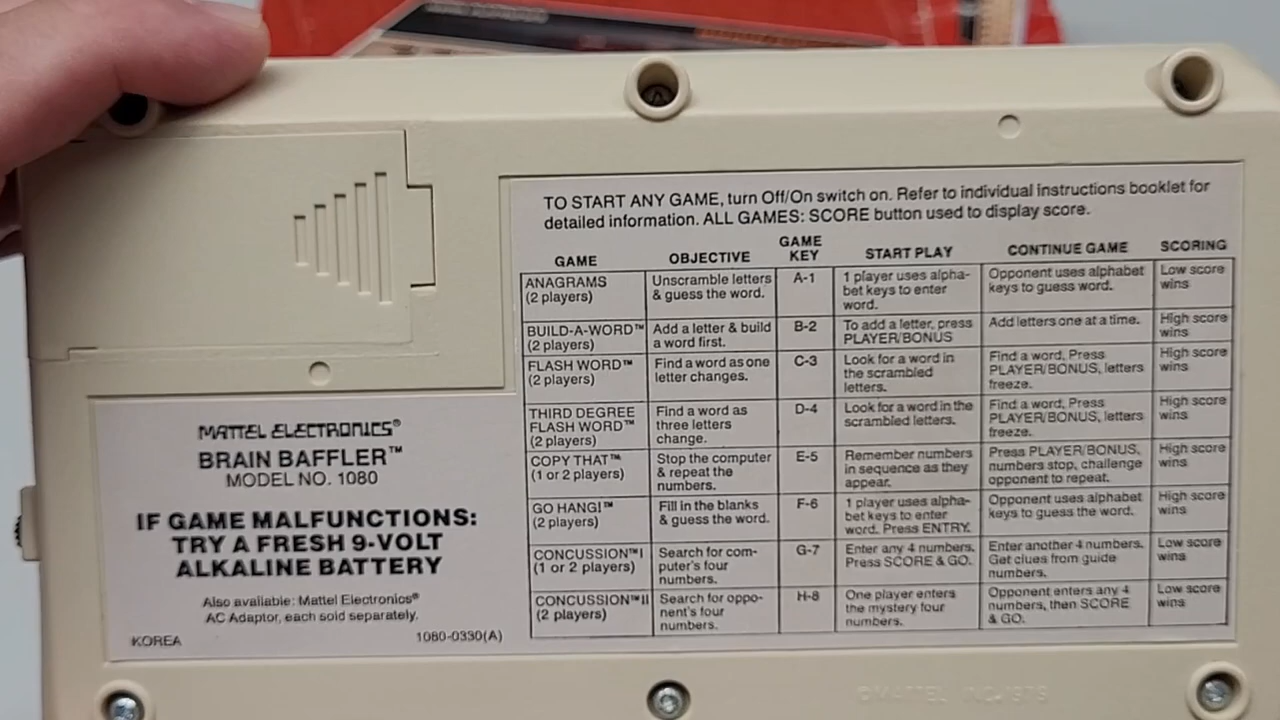 TO START ANY GAME, turn Off/On switch on. Refer to individual instructions booklet for
detailed information. ALL GAMES: SCORE button used to display score.
GAME OBJECTIVE GAME KEY START PLAY CONTINUE GAME SCORING
ANAGRAMS Unscramble letters A-1 1 player uses alpha- Opponent uses alphabet Low score
(2 players) & guess the word. bet keys to enter keys to guess word. wins
word.
BUILD-A-WORD™ Add a letter & build B-2 To add a letter, press Add letters one at a time. High score
(2 players) a word first. PLAYER/BONUS wins
FLASH WORD™ Find a word as one C-3 Look for a word in Find a word, Press High score
(2 players) letter changes. the scrambled PLAYER/BONUS, letters wins
letters. freeze.
THIRD DEGREE Find a word as D-4 Look for a word in the Find a word, Press High score
FLASH WORD™ three letters scrambled letters. PLAYER/BONUS, letters wins
(2 players) change. freeze.
COPY THAT™ Stop the computer E-5 Remember numbers Press PLAYER/BONUS, High score
(1 or 2 players) & repeat the in sequence as they numbers stop, challenge wins
numbers. appear. opponent to repeat.
GO HANG!™ Fill in the blanks F-6 1 player uses alpha- Opponent uses alphabet High score
(2 players) & guess the word. bet keys to enter keys to guess the word. wins
word. Press ENTRY.
CONCUSSION™I Search for com- G-7 Enter any 4 numbers. Enter another 4 numbers. Low score
(1 or 2 players) puter's four Press SCORE & GO. Get clues from guide wins
numbers. numbers.
CONCUSSION™II Search for oppo- H-8 One player enters Opponent enters any 4 Low score
(2 players) nent's four the mystery four numbers, then SCORE wins
numbers. numbers. & GO.
MATTEL ELECTRONICS®
BRAIN BAFFLER™
MODEL NO. 1080
IF GAME MALFUNCTIONS:
TRY A FRESH 9-VOLT
ALKALINE BATTERY
Also available: Mattel Electronics®
AC Adaptor, each sold separately.
KOREA 1080-0330(A)
©MATTEL INC.